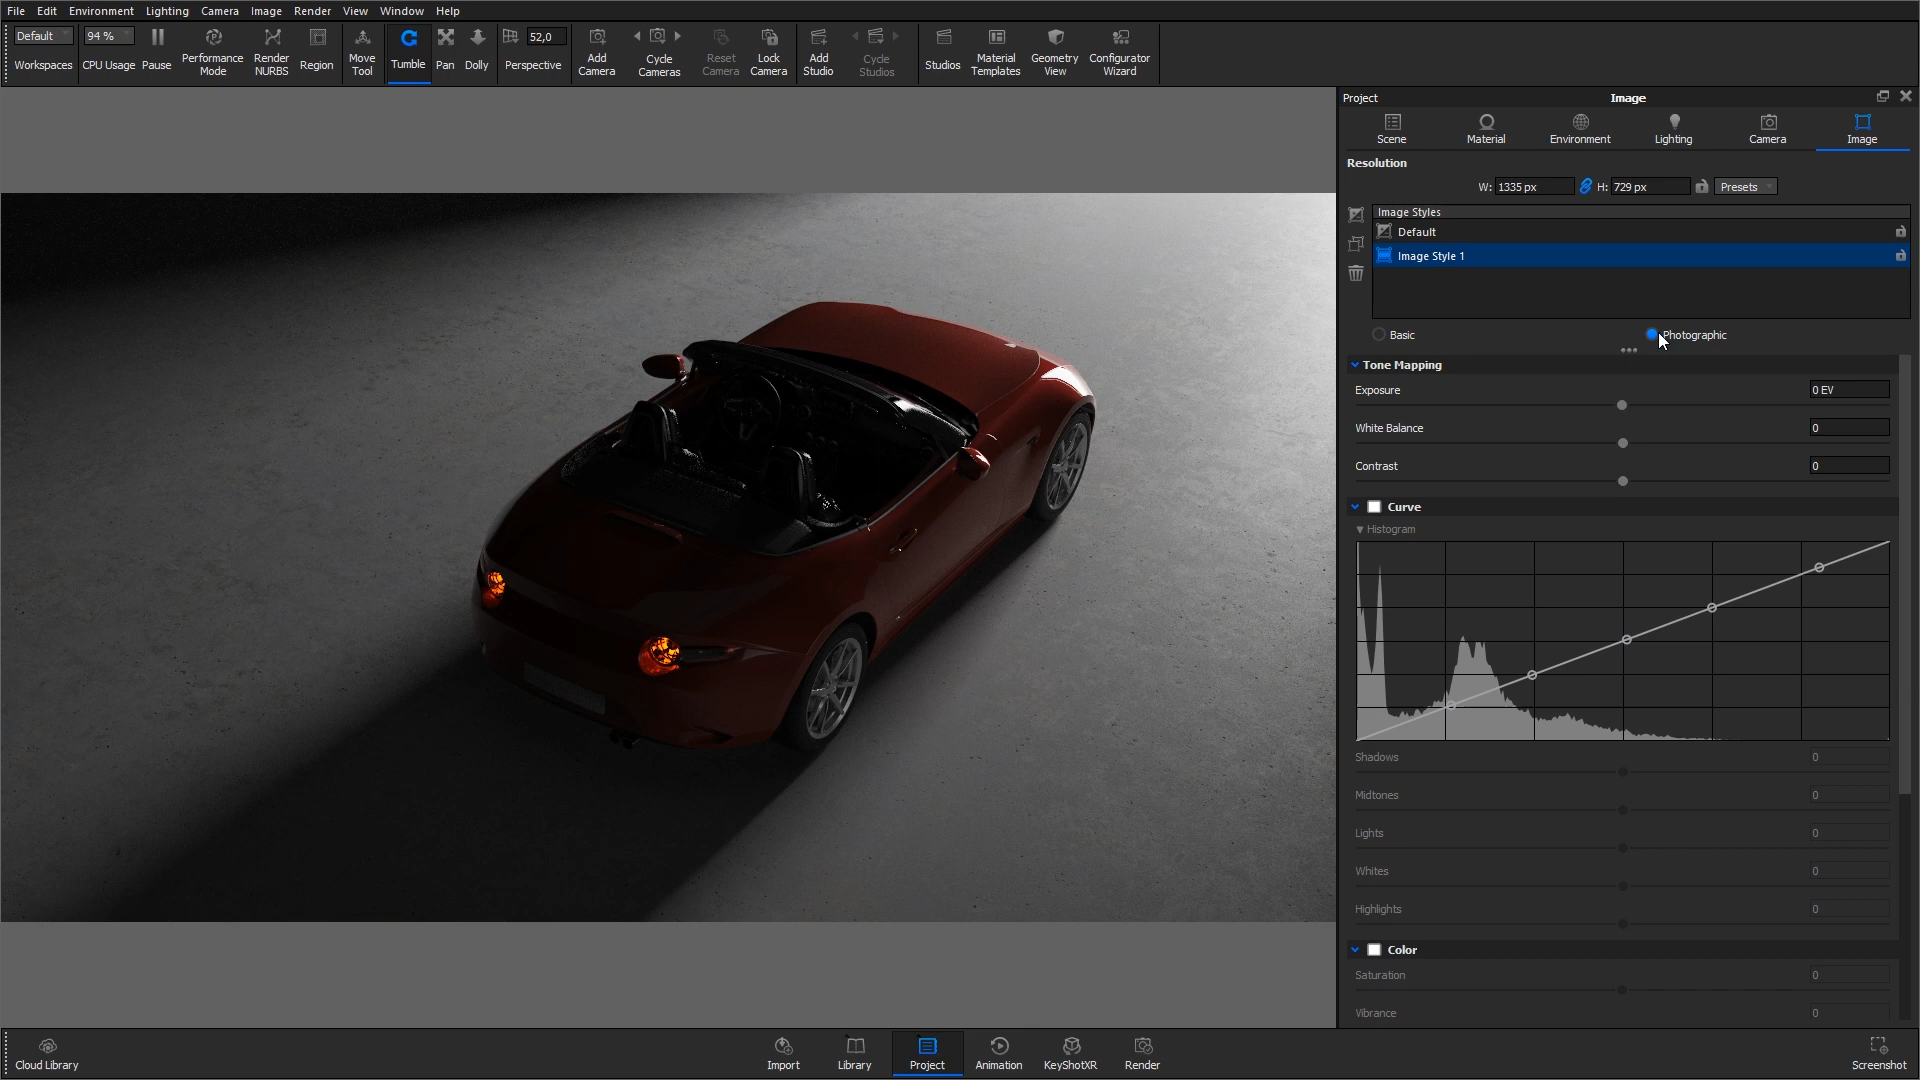 File Edit Environment Lighting Camera Image Render View Window Help
Default 94 % 52,0
Workspaces CPU Usage Pause Performance Mode Render NURBS Region Move Tool Tumble Pan Dolly Perspective Add Camera Cycle Cameras Reset Camera Lock Camera Add Studio Cycle Studios Studios Material Templates Geometry View Configurator Wizard
Project Image
Scene Material Environment Lighting Camera Image
Resolution
W: 1335 px H: 729 px Presets
Image Styles
Default
Image Style 1
Basic Photographic
Tone Mapping
Exposure 0 EV
White Balance 0
Contrast 0
Curve
Histogram
Shadows 0
Midtones 0
Lights 0
Whites 0
Highlights 0
Color
Saturation 0
Vibrance 0
Cloud Library Import Library Project Animation KeyShotXR Render Screenshot